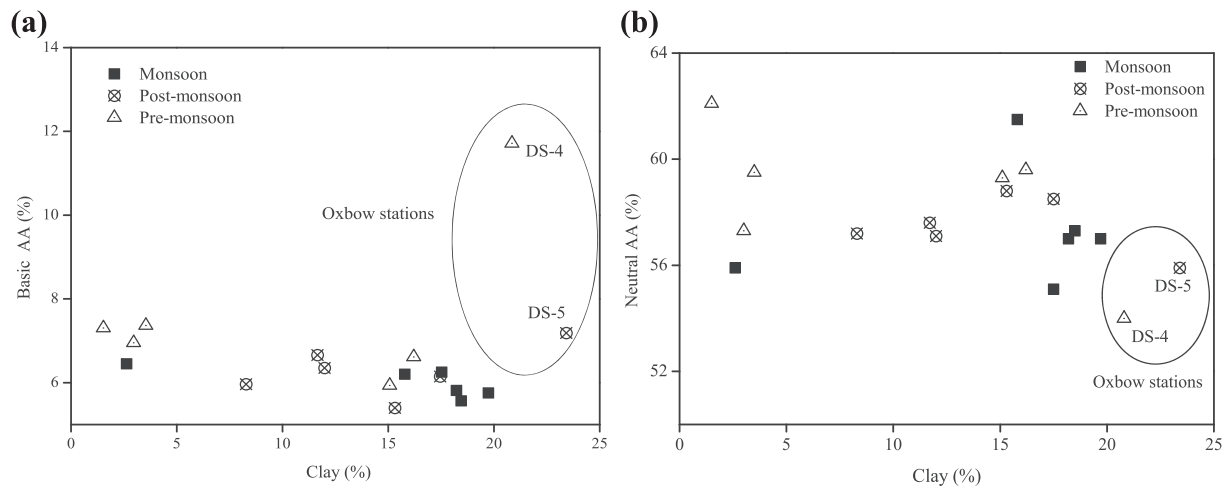 (a)
14
12
10
8
6
Basic AA (%)
Monsoon
Post-monsoon
Pre-monsoon
DS-4
Oxbow stations
DS-5
0 5 10 15 20 25
Clay (%)
(b)
64
60
56
52
Neutral AA (%)
Monsoon
Post-monsoon
Pre-monsoon
DS-5
DS-4
Oxbow stations
0 5 10 15 20 25
Clay (%)